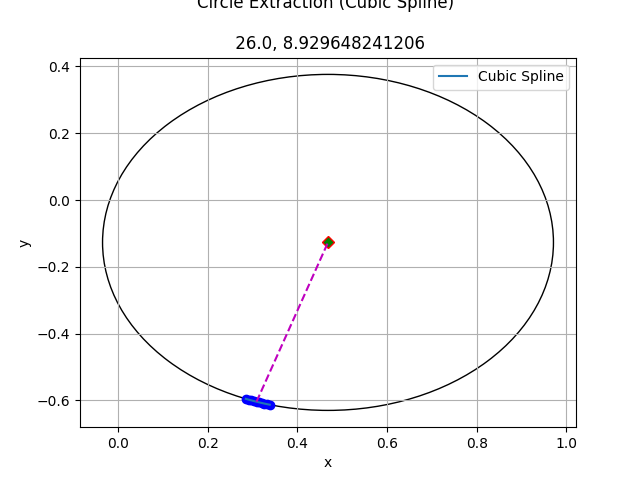 Circle Extraction (Cubic Spline)
26.0, 8.929648241206
Cubic Spline
0.4
0.2
0.0
−0.2
−0.4
−0.6
y
0.0 0.2 0.4 0.6 0.8 1.0
x